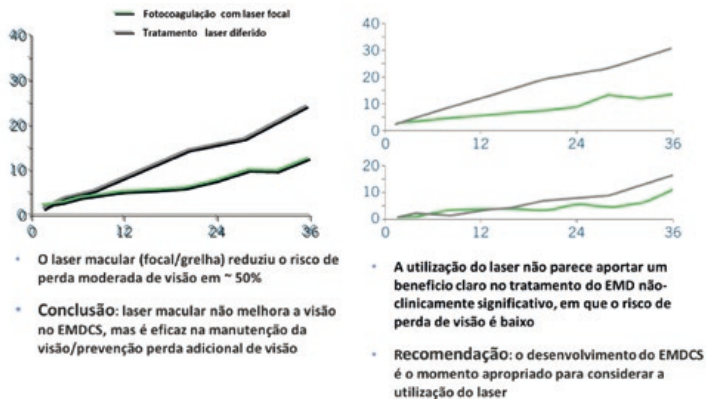 Fotocoagulação com laser focal
Tratamento laser diferido
40
30
20
10
0
0 12 24 36
O laser macular (focal/grelha) reduziu o risco de
perda moderada de visão em ~ 50%
Conclusão: laser macular não melhora a visão
no EMDCS, mas é eficaz na manutenção da
visão/prevenção perda adicional de visão
40
30
20
10
0
0 12 24 36
20
10
0
0 12 24 36
A utilização do laser não parece aportar um
beneficio claro no tratamento do EMD não-
clinicamente significativo, em que o risco de
perda de visão é baixo
Recomendação: o desenvolvimento do EMDCS
é o momento apropriado para considerar a
utilização do laser